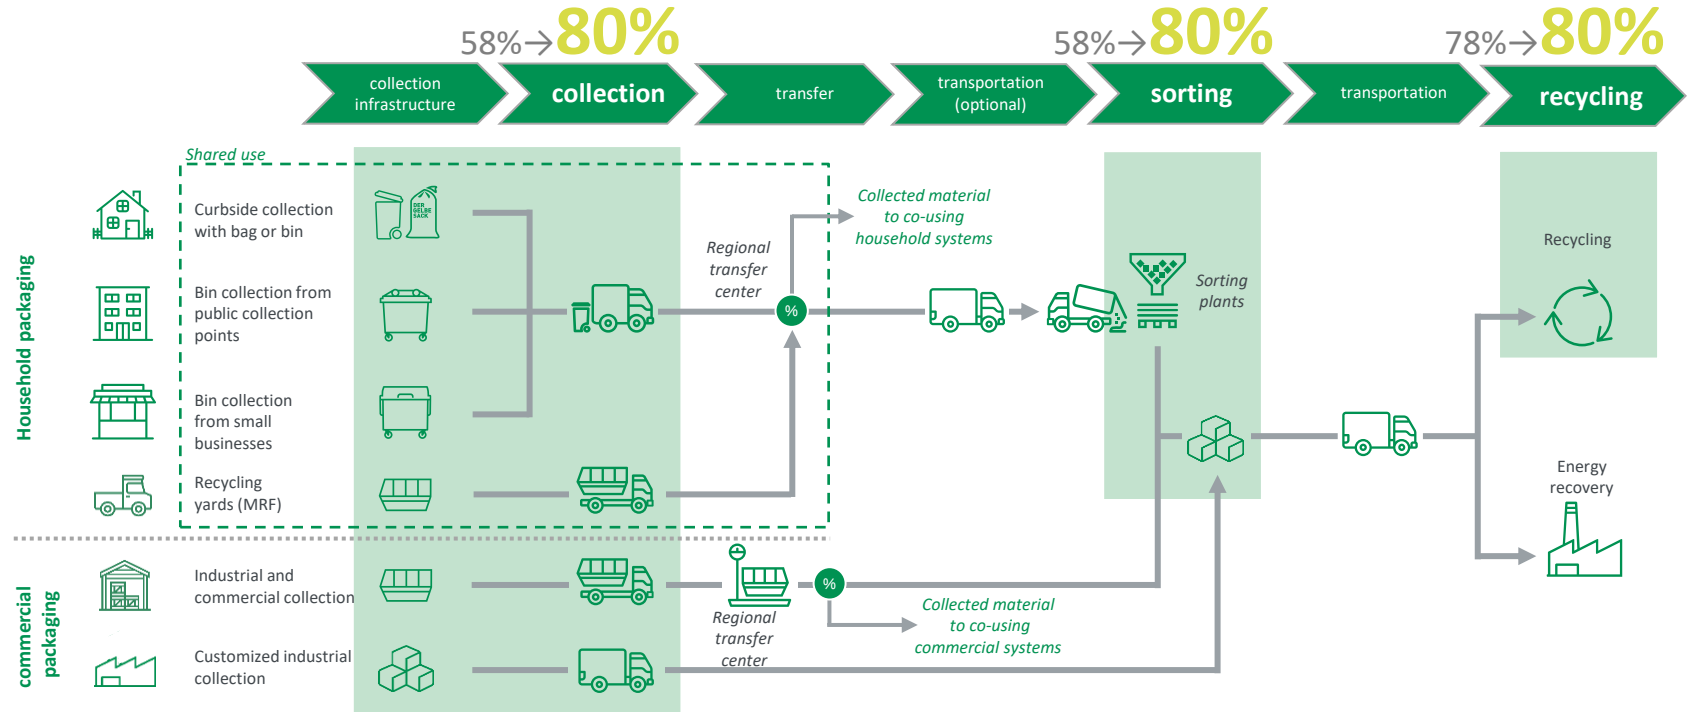 58%→80%
58%→80%
78%→80%
collection
infrastructure
collection
transfer
transportation
(optional)
sorting
transportation
recycling
Shared use
Household packaging
Curbside collection
with bag or bin
DER
GELBE
SACK
Bin collection from
public collection
points
Bin collection
from small
businesses
Recycling
yards (MRF)
Regional
transfer
center
%
Collected material
to co-using
household systems
Sorting
plants
Recycling
Energy
recovery
commercial
packaging
Industrial and
commercial collection
Customized industrial
collection
Regional
transfer
center
%
Collected material
to co-using
commercial systems